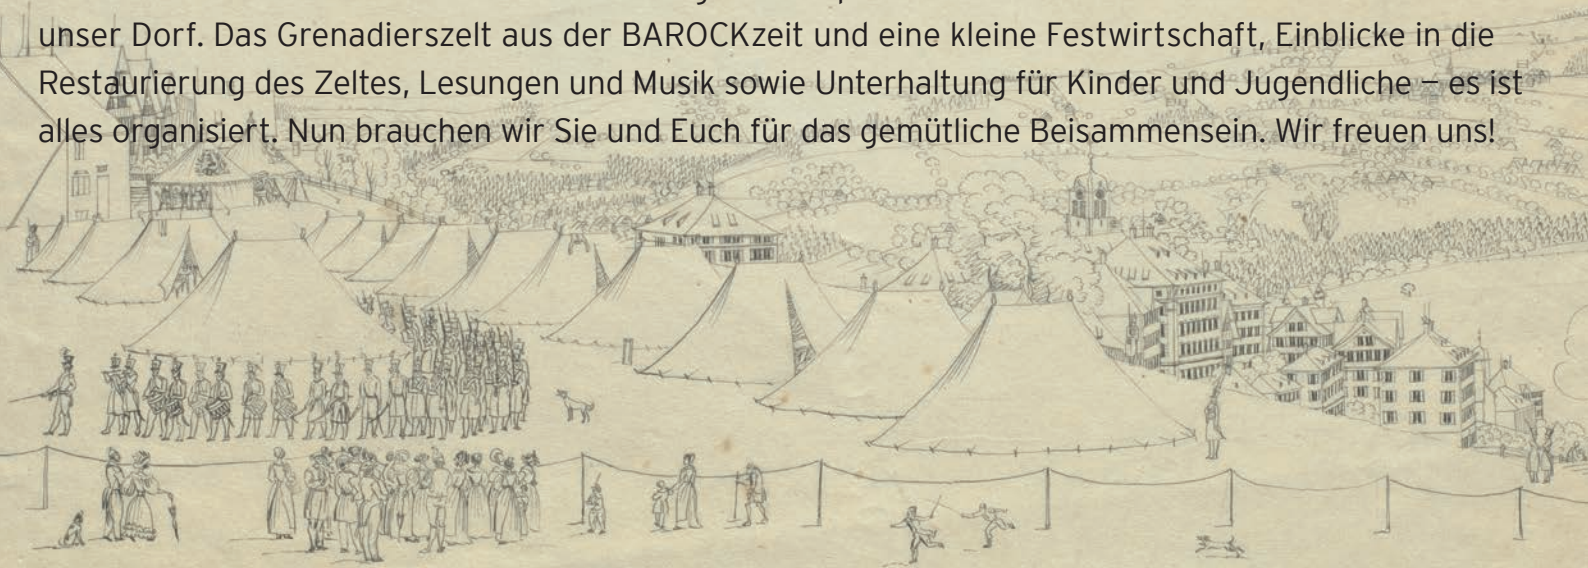 unser Dorf. Das Grenadierszelt aus der BAROCKzeit und eine kleine Festwirtschaft, Einblicke in die
Restaurierung des Zeltes, Lesungen und Musik sowie Unterhaltung für Kinder und Jugendliche – es ist
alles organisiert. Nun brauchen wir Sie und Euch für das gemütliche Beisammensein. Wir freuen uns!